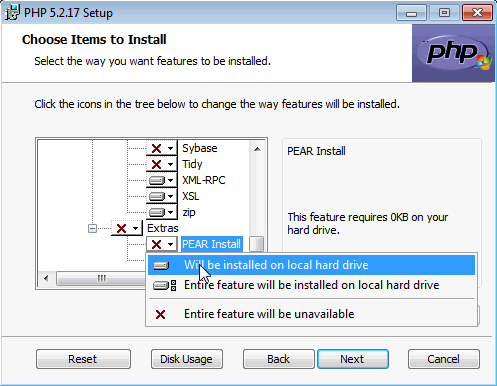 PHP 5.2.17 Setup
Choose Items to Install
Select the way you want features to be installed.
php
Click the icons in the tree below to change the way features will be installed.
Sybase
Tidy
XML-RPC
XSL
zip
Extras
PEAR Install
PEAR Install
This feature requires 0KB on your
hard drive.
Will be installed on local hard drive
Entire feature will be installed on local hard drive
Entire feature will be unavailable
Reset
Disk Usage
Back
Next
Cancel